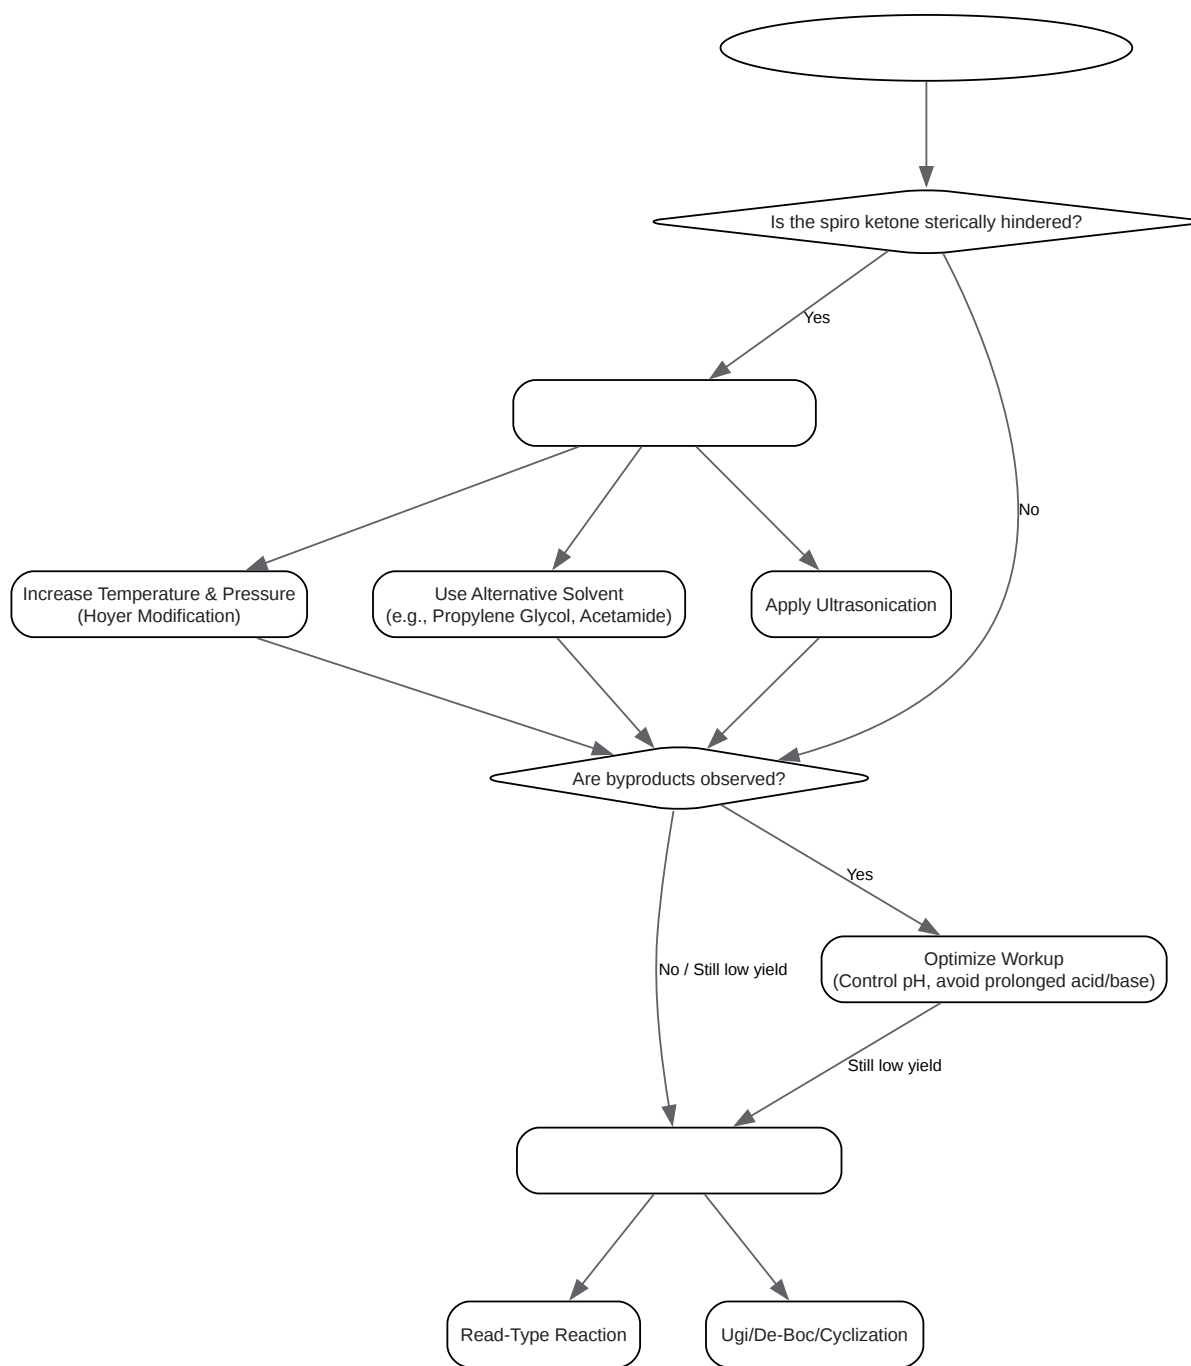 Is the spiro ketone sterically hindered?
Yes
No
Increase Temperature & Pressure
(Hoyer Modification)
Use Alternative Solvent
(e.g., Propylene Glycol, Acetamide)
Apply Ultrasonication
Are byproducts observed?
Yes
No / Still low yield
Optimize Workup
(Control pH, avoid prolonged acid/base)
Still low yield
Read-Type Reaction
Ugi/De-Boc/Cyclization